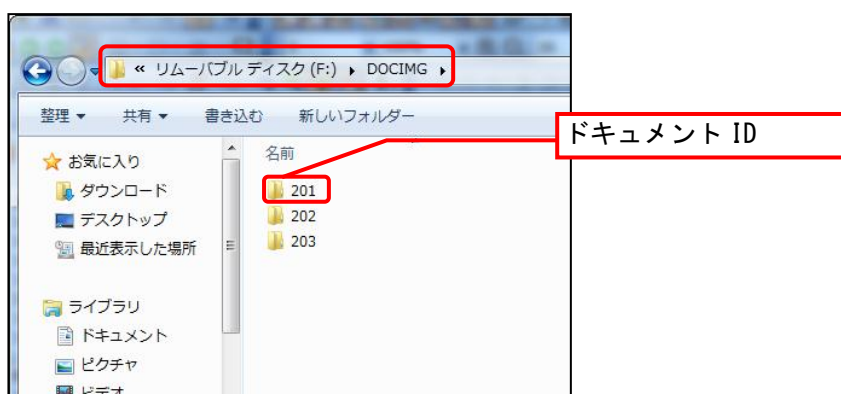 « リムーバブル ディスク (F:) ▸ DOCIMG ▸
整理 ▼ 共有 ▼ 書き込む 新しいフォルダー
ドキュメント ID
お気に入り
ダウンロード
デスクトップ
最近表示した場所
ライブラリ
ドキュメント
ピクチャ
ビデオ
名前
201
202
203